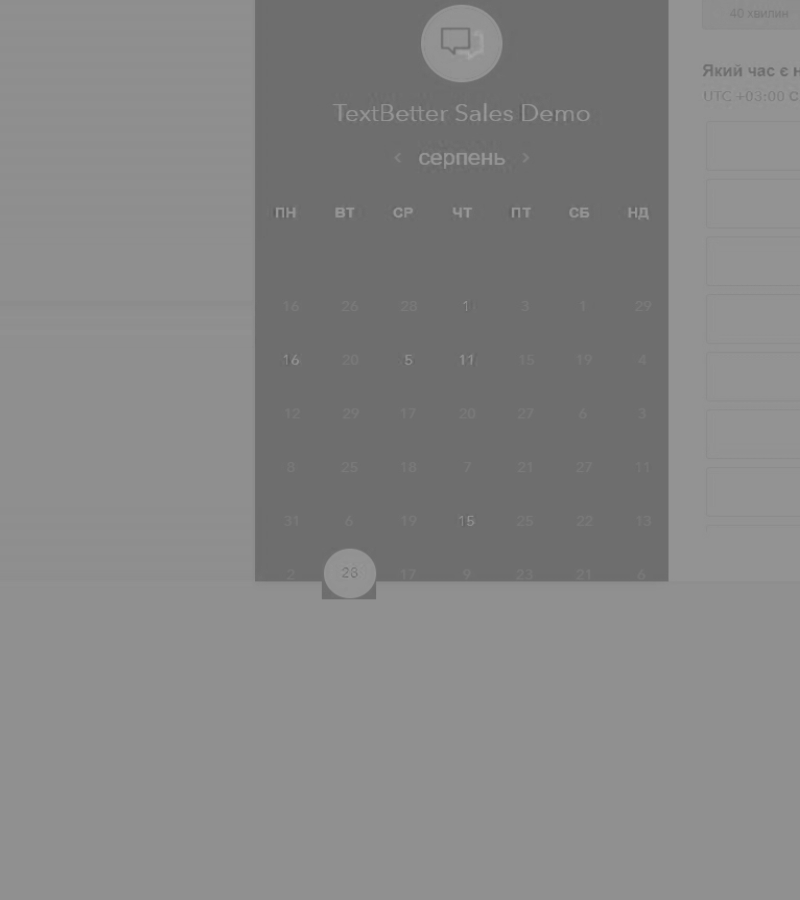 40 хвилин
TextBetter Sales Demo
Який час є
UTC +03:00
‹ серпень ›
ПН ВТ СР ЧТ ПТ СБ НД
16 26 28 1 3 1 29
16 20 5 11 15 19 4
12 29 17 20 27 6 3
8 25 18 7 21 27 11
31 6 19 15 25 22 13
2 26 17 9 23 21 6